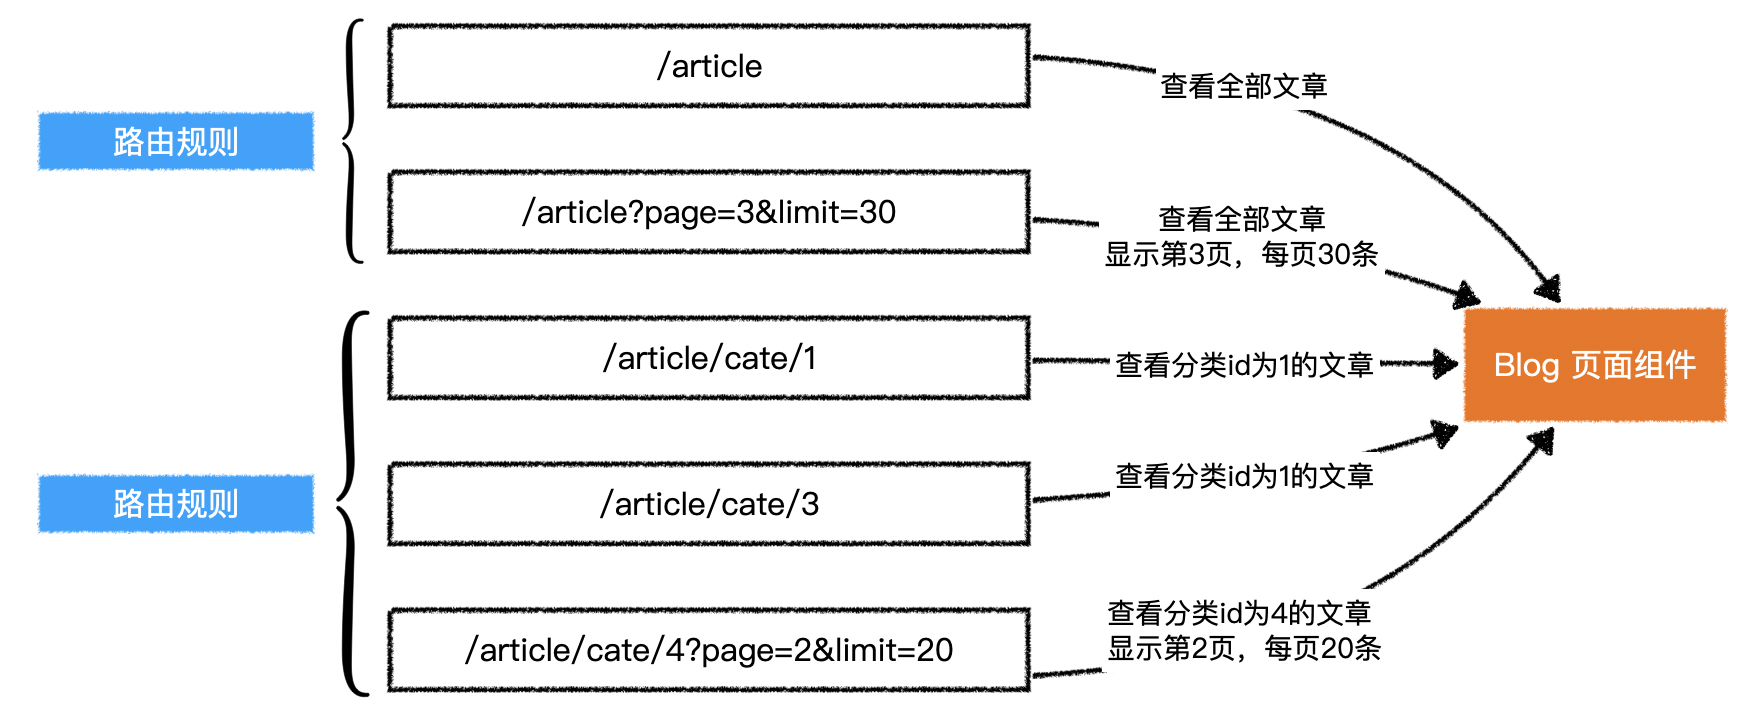 路由规则
/article
查看全部文章
/article?page=3&limit=30
查看全部文章
显示第3页，每页30条
路由规则
/article/cate/1
查看分类id为1的文章
/article/cate/3
查看分类id为1的文章
/article/cate/4?page=2&limit=20
查看分类id为4的文章
显示第2页，每页20条
Blog 页面组件